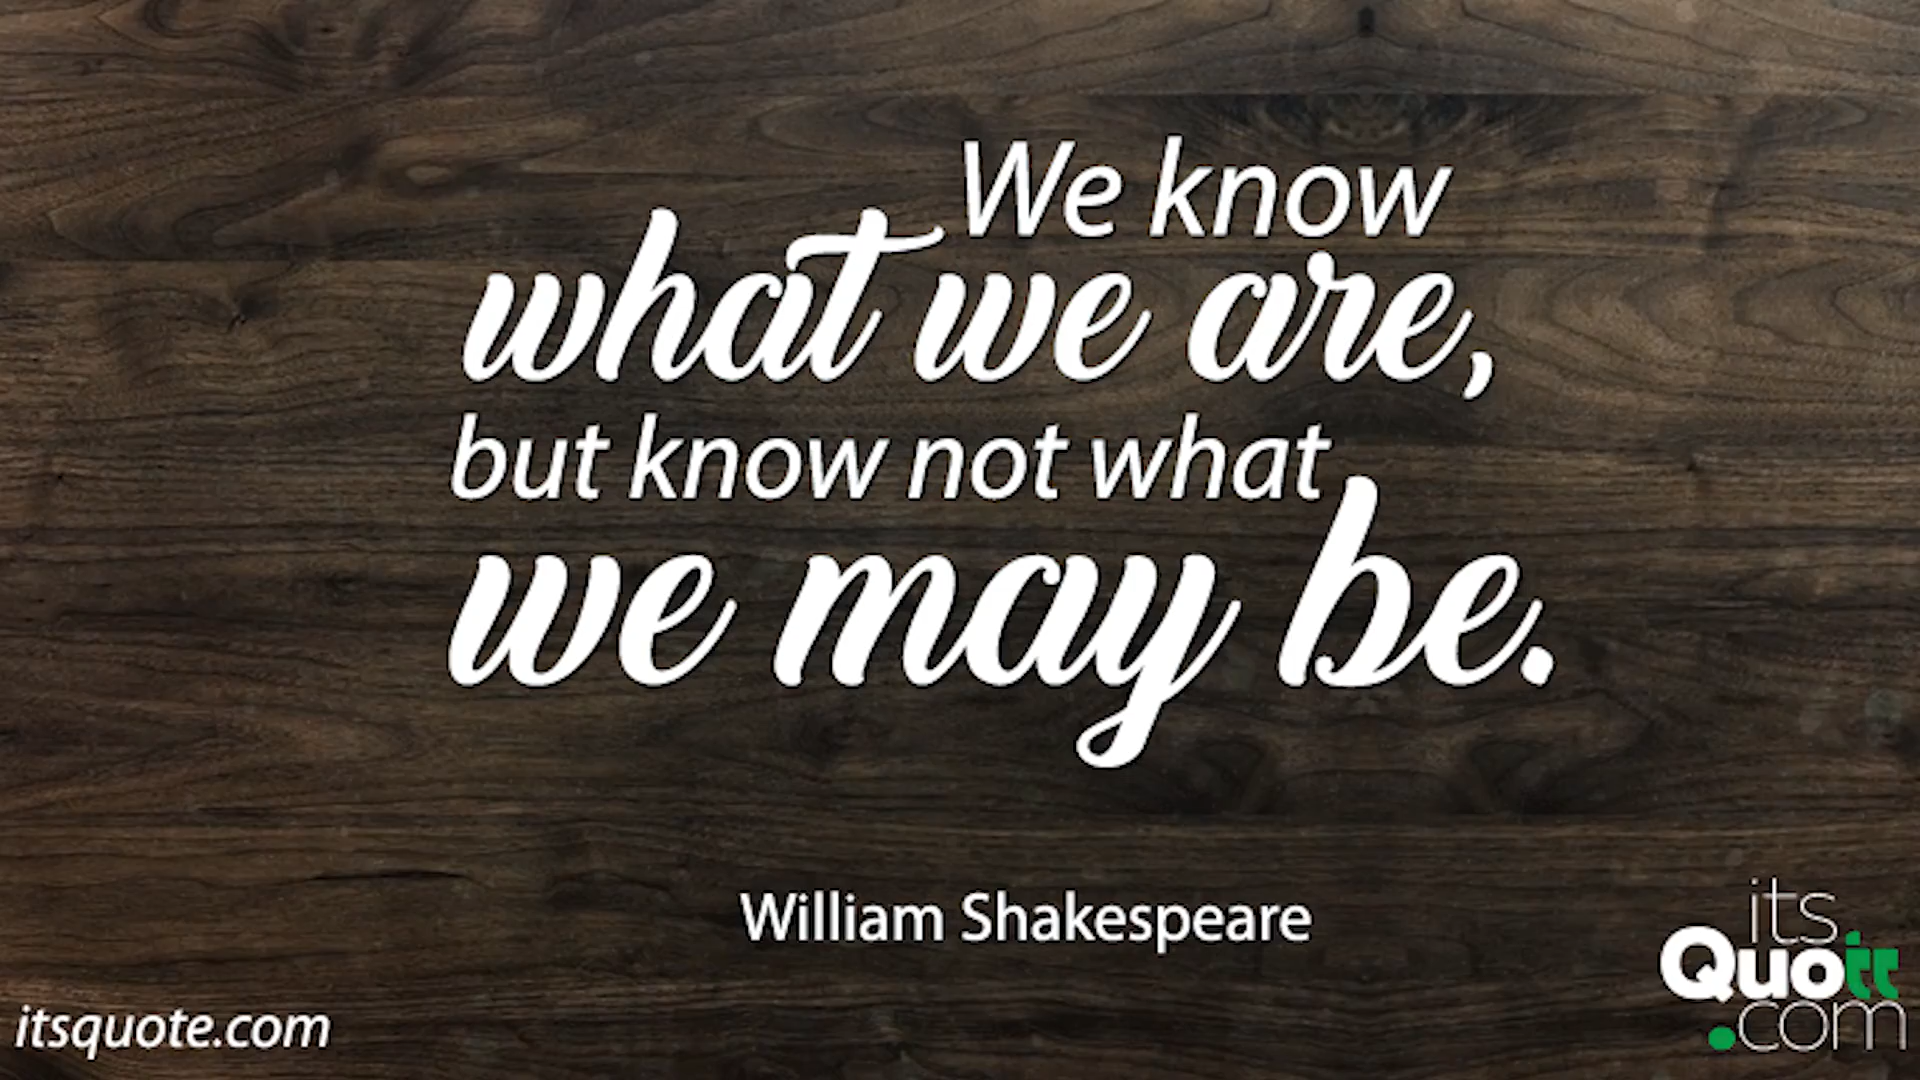 We know
what we are,
but know not what
we may be.
William Shakespeare
itsquote.com
its
Quott
.com